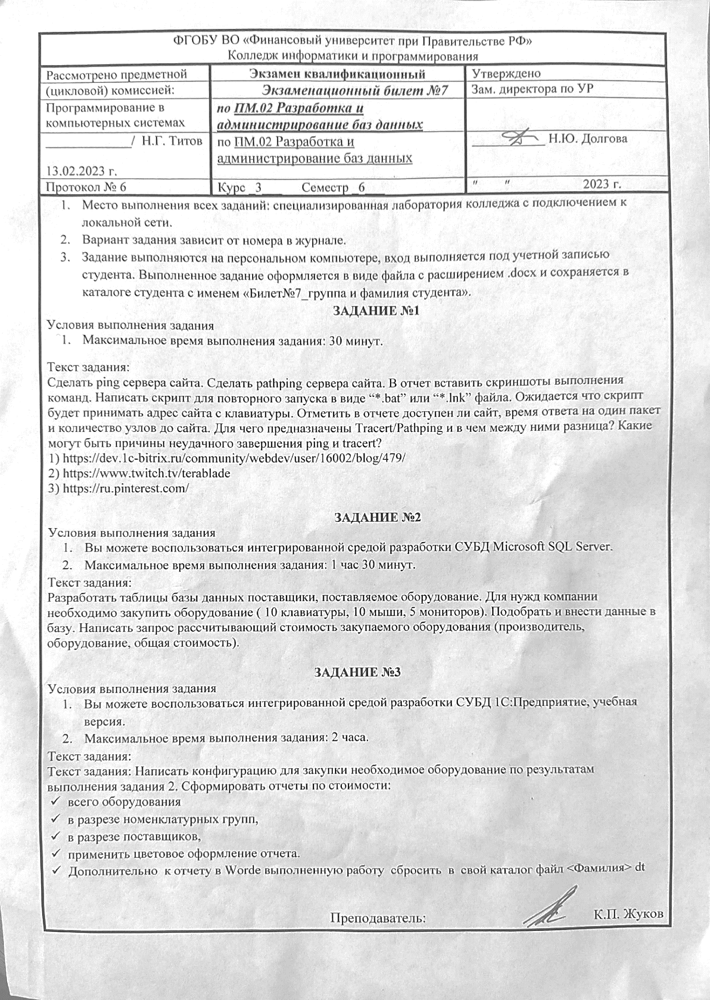 ФГОБУ ВО «Финансовый университет при Правительстве РФ»
Колледж информатики и программирования
Рассмотрено предметной
(цикловой) комиссией:
Программирование в
компьютерных системах
/ Н.Г. Титов
13.02.2023 г.
Протокол № 6
Экзамен квалификационный
Экзаменационный билет №7
по ПМ.02 Разработка и
администрирование баз данных
по ПМ.02 Разработка и
администрирование баз данных
Курс _3___ Семестр _6___
Утверждено
Зам. директора по УР
Н.Ю. Долгова
" " 2023 г.
1. Место выполнения всех заданий: специализированная лаборатория колледжа с подключением к
локальной сети.
2. Вариант задания зависит от номера в журнале.
3. Задание выполняются на персональном компьютере, вход выполняется под учетной записью
студента. Выполненное задание оформляется в виде файла с расширением .docx и сохраняется в
каталоге студента с именем «Билет№7_группа и фамилия студента».
ЗАДАНИЕ №1
Условия выполнения задания
1. Максимальное время выполнения задания: 30 минут.
Текст задания:
Сделать ping сервера сайта. Сделать pathping сервера сайта. В отчет вставить скриншоты выполнения
команд. Написать скрипт для повторного запуска в виде “*.bat” или “*.lnk” файла. Ожидается что скрипт
будет принимать адрес сайта с клавиатуры. Отметить в отчете доступен ли сайт, время ответа на один пакет
и количество узлов до сайта. Для чего предназначены Tracert/Pathping и в чем между ними разница? Какие
могут быть причины неудачного завершения ping и tracert?
1) https://dev.1c-bitrix.ru/community/webdev/user/16002/blog/479/
2) https://www.twitch.tv/terablade
3) https://ru.pinterest.com/
ЗАДАНИЕ №2
Условия выполнения задания
1. Вы можете воспользоваться интегрированной средой разработки СУБД Microsoft SQL Server.
2. Максимальное время выполнения задания: 1 час 30 минут.
Текст задания:
Разработать таблицы базы данных поставщики, поставляемое оборудование. Для нужд компании
необходимо закупить оборудование ( 10 клавиатуры, 10 мыши, 5 мониторов). Подобрать и внести данные в
базу. Написать запрос рассчитывающий стоимость закупаемого оборудования (производитель,
оборудование, общая стоимость).
ЗАДАНИЕ №3
Условия выполнения задания
1. Вы можете воспользоваться интегрированной средой разработки СУБД 1С:Предприятие, учебная
версия.
2. Максимальное время выполнения задания: 2 часа.
Текст задания:
Текст задания: Написать конфигурацию для закупки необходимое оборудование по результатам
выполнения задания 2. Сформировать отчеты по стоимости:
✓ всего оборудования
✓ в разрезе номенклатурных групп,
✓ в разрезе поставщиков,
✓ применить цветовое оформление отчета.
✓ Дополнительно к отчету в Worde выполненную работу сбросить в свой каталог файл <Фамилия> dt
Преподаватель: К.П. Жуков